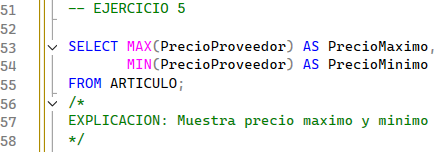 51 -- EJERCICIO 5
52
53 SELECT MAX(PrecioProveedor) AS PrecioMaximo,
54 MIN(PrecioProveedor) AS PrecioMinimo
55 FROM ARTICULO;
56 /*
57 EXPLICACION: Muestra precio maximo y minimo
58 */